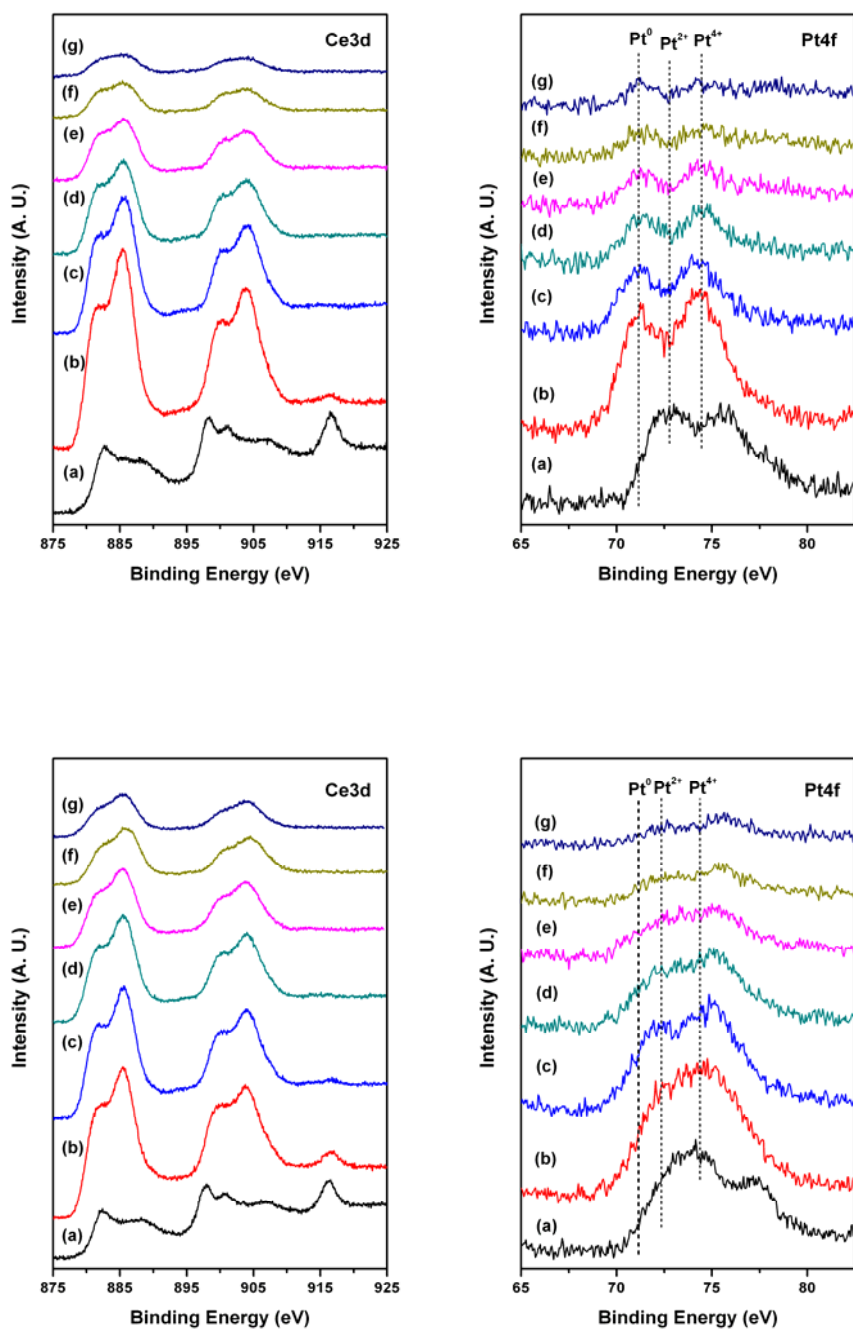 Ce3d
(g)
(f)
(e)
(d)
(c)
(b)
(a)
Intensity (A. U.)
875 885 895 905 915 925
Binding Energy (eV)
Pt⁰ Pt²⁺ Pt⁴⁺ Pt4f
(g)
(f)
(e)
(d)
(c)
(b)
(a)
Intensity (A. U.)
65 70 75 80
Binding Energy (eV)
Ce3d
(g)
(f)
(e)
(d)
(c)
(b)
(a)
Intensity (A. U.)
875 885 895 905 915 925
Binding Energy (eV)
Pt⁰ Pt²⁺ Pt⁴⁺ Pt4f
(g)
(f)
(e)
(d)
(c)
(b)
(a)
Intensity (A. U.)
65 70 75 80
Binding Energy (eV)